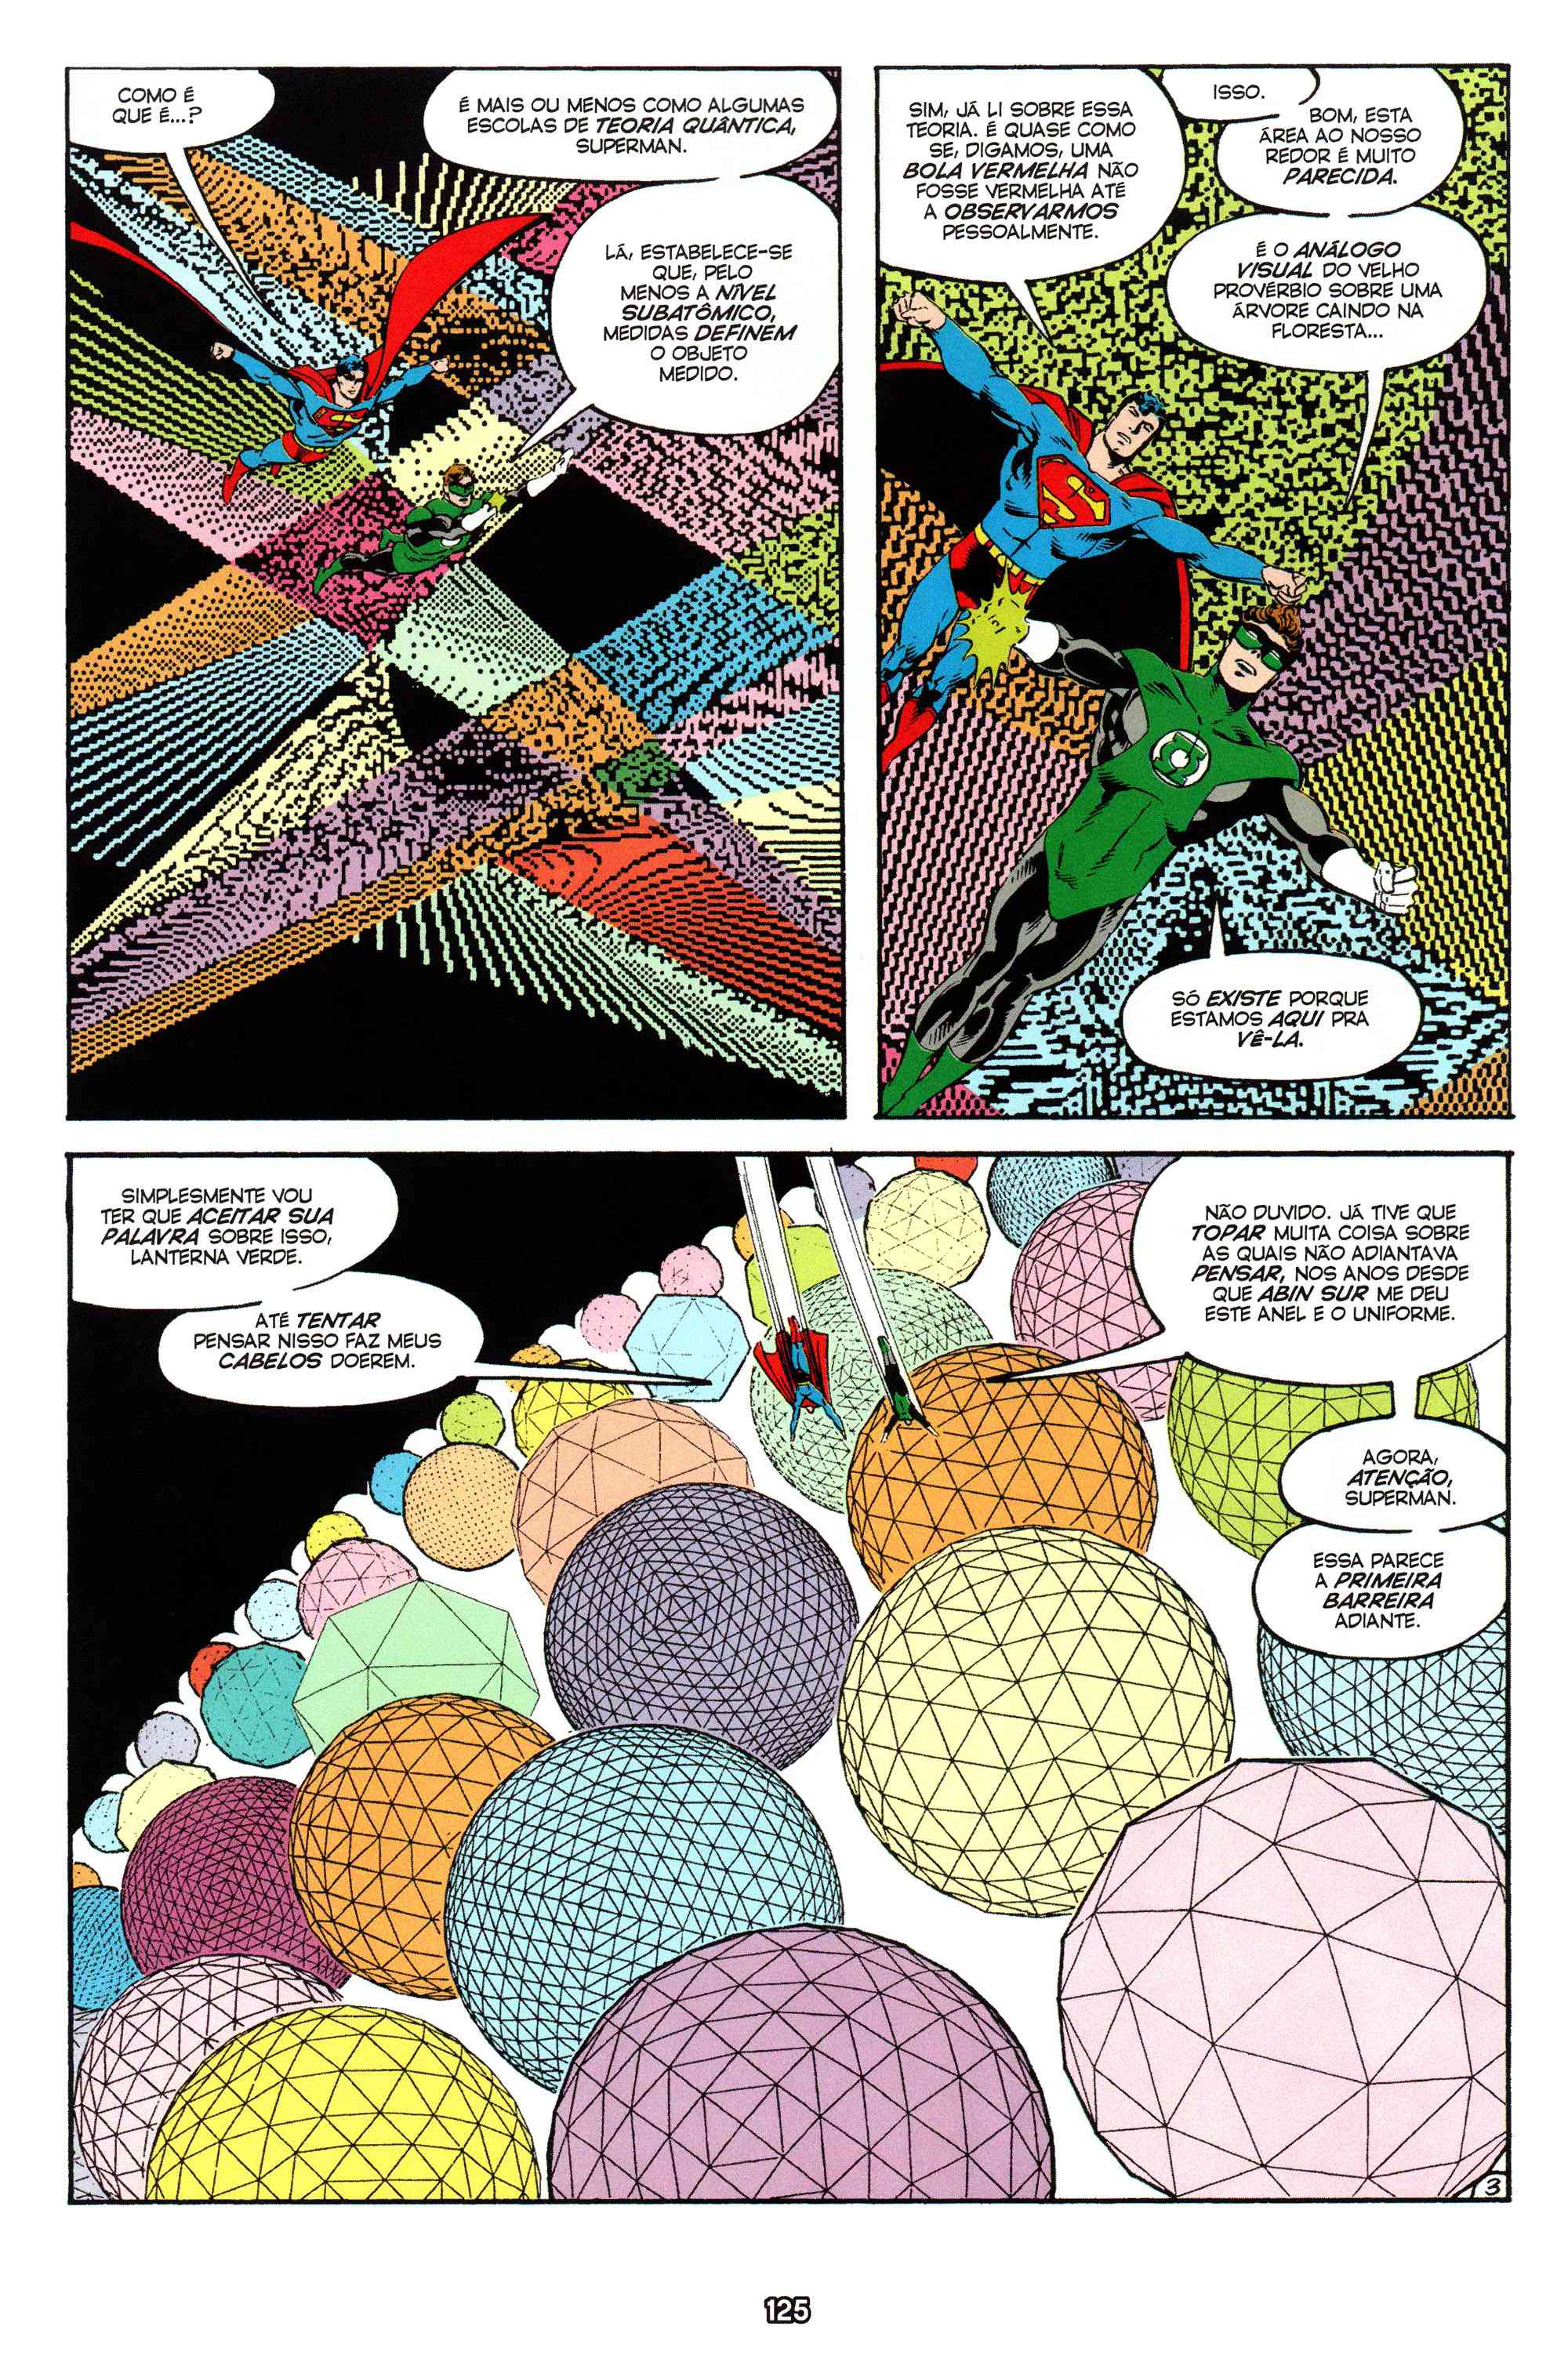 COMO É
QUE É...?
É MAIS OU MENOS COMO ALGUMAS
ESCOLAS DE TEORIA QUÂNTICA,
SUPERMAN.
LÁ, ESTABELECE-SE
QUE, PELO
MENOS A NÍVEL
SUBATÔMICO,
MEDIDAS DEFINEM
O OBJETO
MEDIDO.
SIM, JÁ LI SOBRE ESSA
TEORIA. É QUASE COMO
SE, DIGAMOS, UMA
BOLA VERMELHA NÃO
FOSSE VERMELHA ATÉ
A OBSERVARMOS
PESSOALMENTE.
ISSO.
BOM, ESTA
ÁREA AO NOSSO
REDOR É MUITO
PARECIDA.
É O ANÁLOGO
VISUAL DO VELHO
PROVÉRBIO SOBRE UMA
ÁRVORE CAINDO NA
FLORESTA...
SÓ EXISTE PORQUE
ESTAMOS AQUI PRA
VÊ-LA.
SIMPLESMENTE VOU
TER QUE ACEITAR SUA
PALAVRA SOBRE ISSO,
LANTERNA VERDE.
ATÉ TENTAR
PENSAR NISSO FAZ MEUS
CABELOS DOEREM.
NÃO DUVIDO. JÁ TIVE QUE
TOPAR MUITA COISA SOBRE
AS QUAIS NÃO ADIANTAVA
PENSAR, NOS ANOS DESDE
QUE ABIN SUR ME DEU
ESTE ANEL E O UNIFORME.
AGORA,
ATENÇÃO,
SUPERMAN.
ESSA PARECE
A PRIMEIRA
BARREIRA
ADIANTE.
3
125